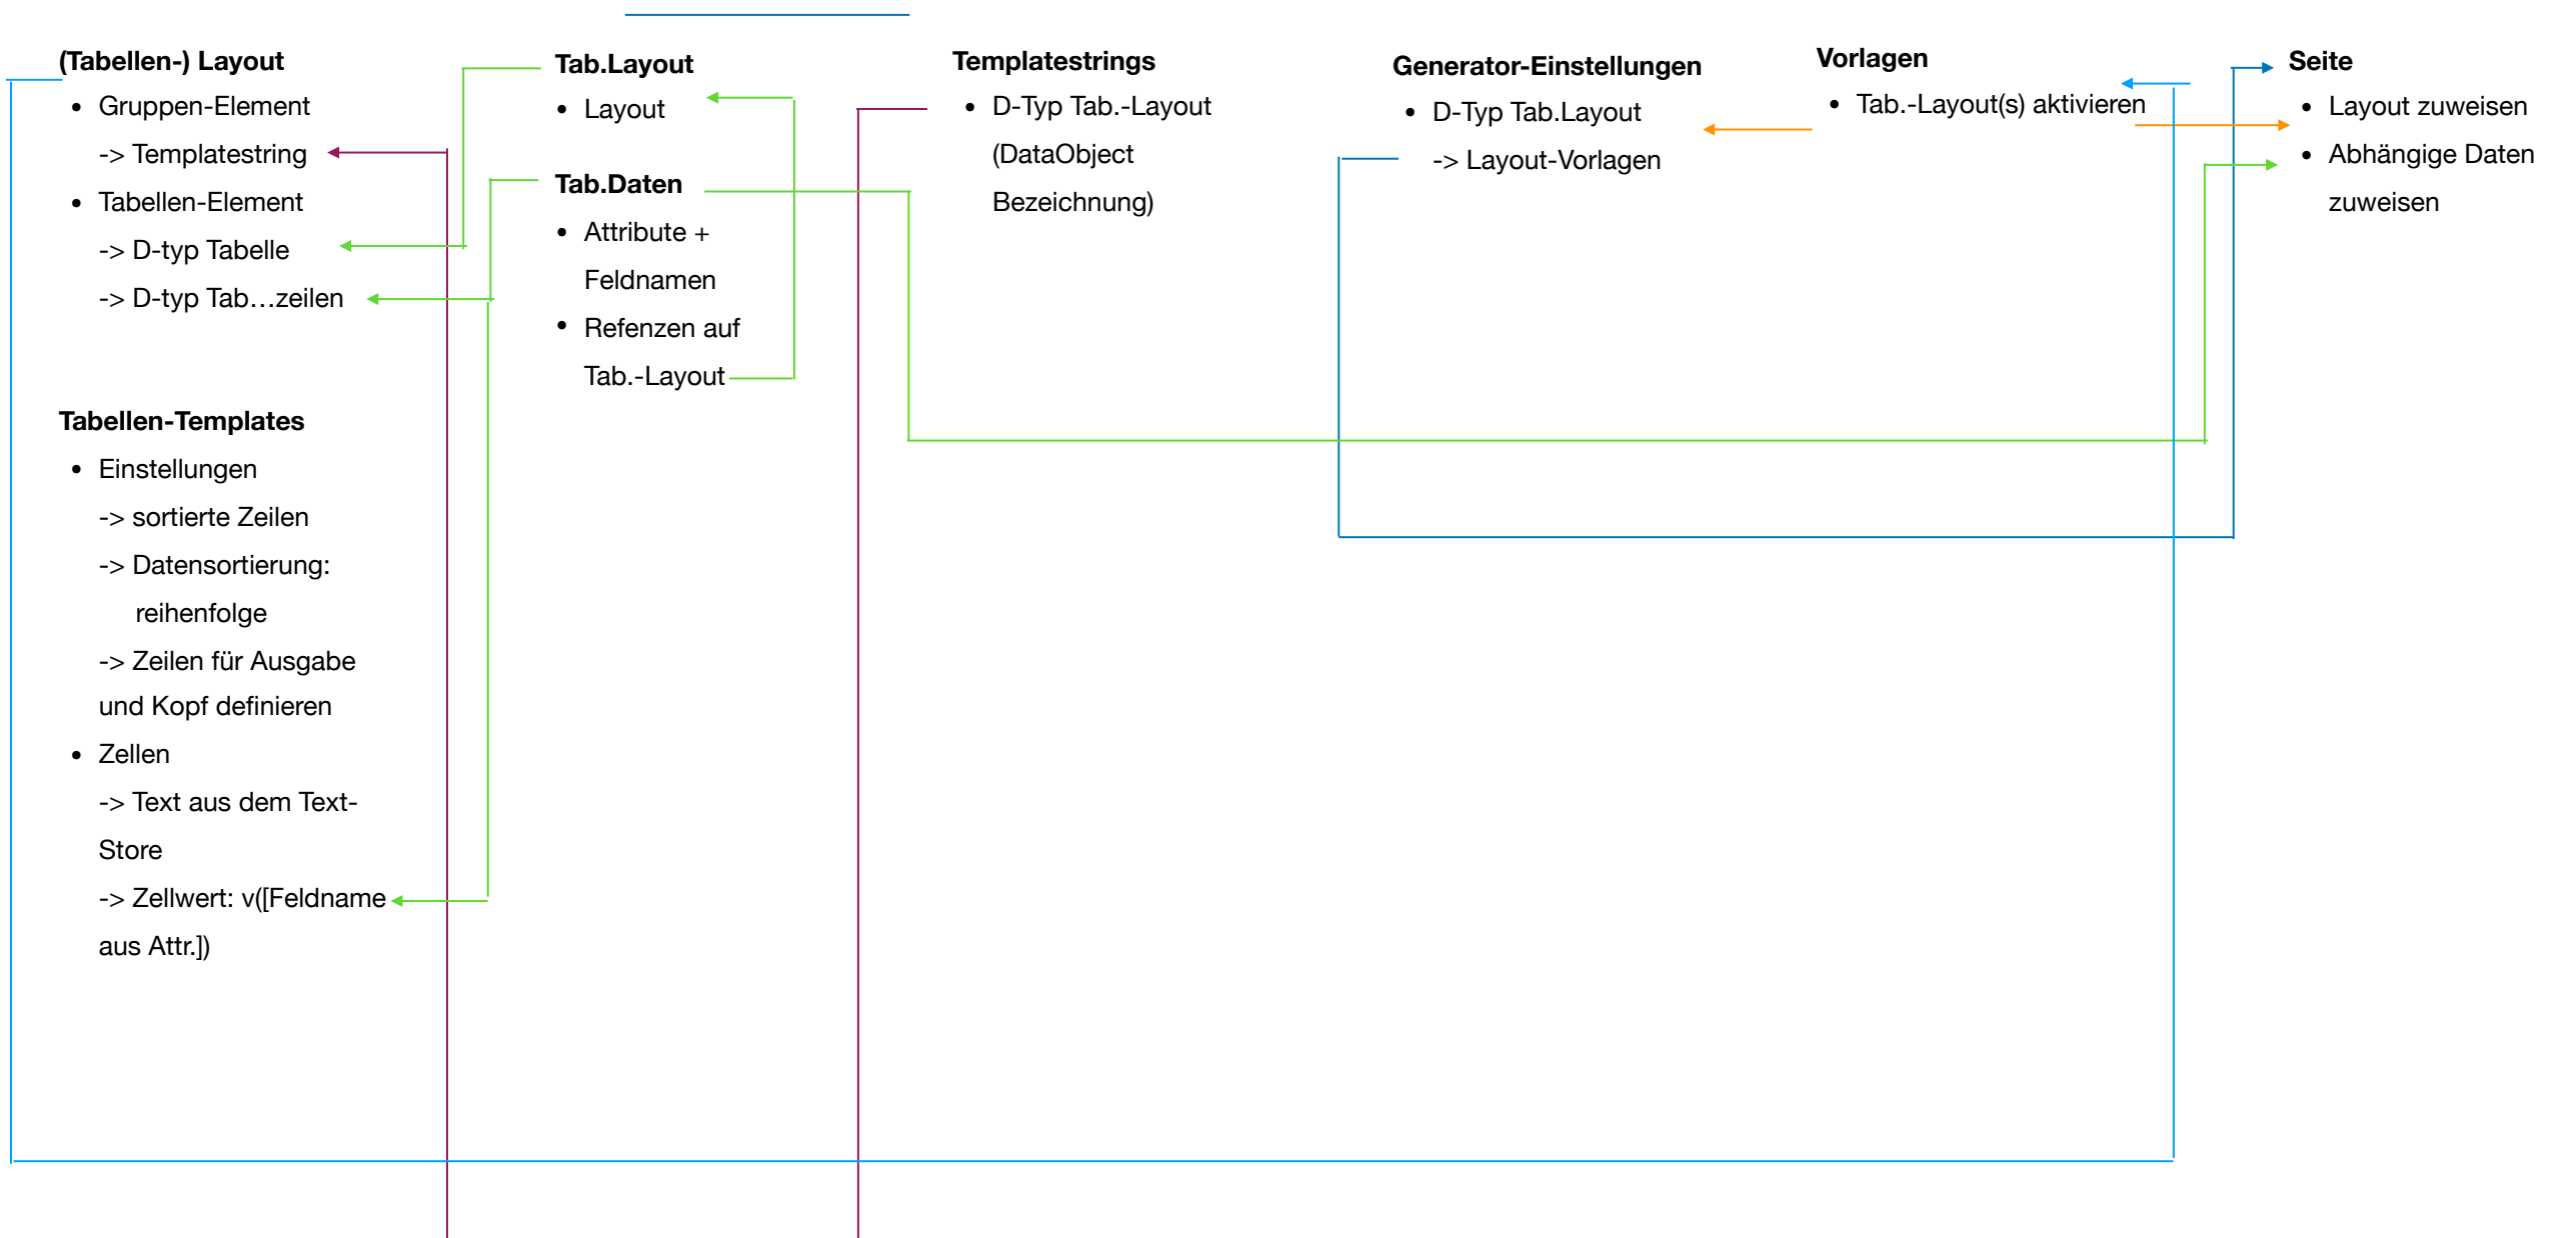 (Tabellen-) Layout
• Gruppen-Element
-> Templatestring
• Tabellen-Element
-> D-typ Tabelle
-> D-typ Tab…zeilen
Tabellen-Templates
• Einstellungen
-> sortierte Zeilen
-> Datensortierung:
reihenfolge
-> Zeilen für Ausgabe
und Kopf definieren
• Zellen
-> Text aus dem Text-
Store
-> Zellwert: v([Feldname
aus Attr.])
Tab.Layout
• Layout
Tab.Daten
• Attribute +
Feldnamen
• Refenzen auf
Tab.-Layout
Templatestrings
• D-Typ Tab.-Layout
(DataObject
Bezeichnung)
Generator-Einstellungen
• D-Typ Tab.Layout
-> Layout-Vorlagen
Vorlagen
• Tab.-Layout(s) aktivieren
Seite
• Layout zuweisen
• Abhängige Daten
zuweisen